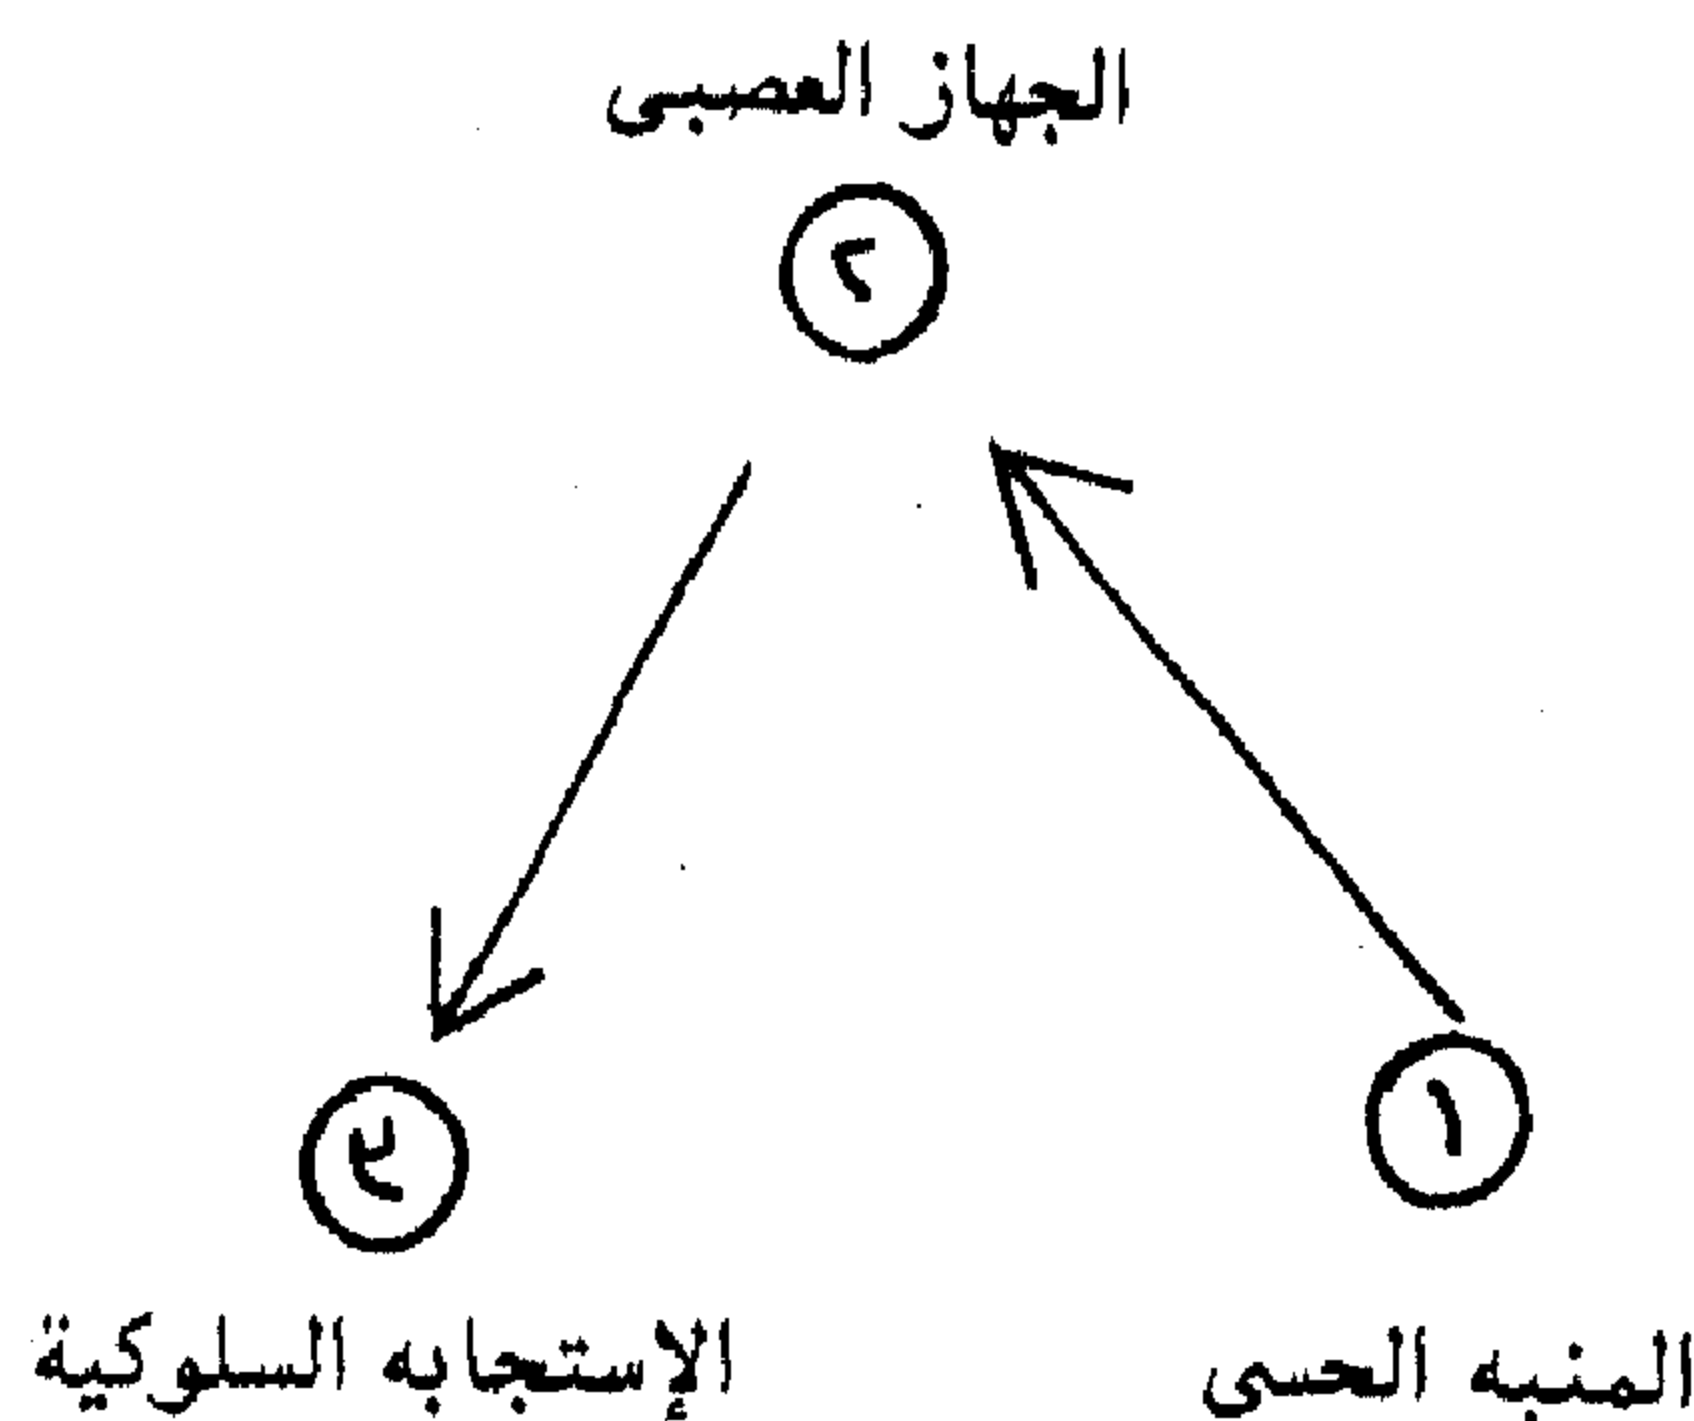 الجهاز العصبى
٢
١
٣
المنبه الحسى
الإستجابه السلوكية